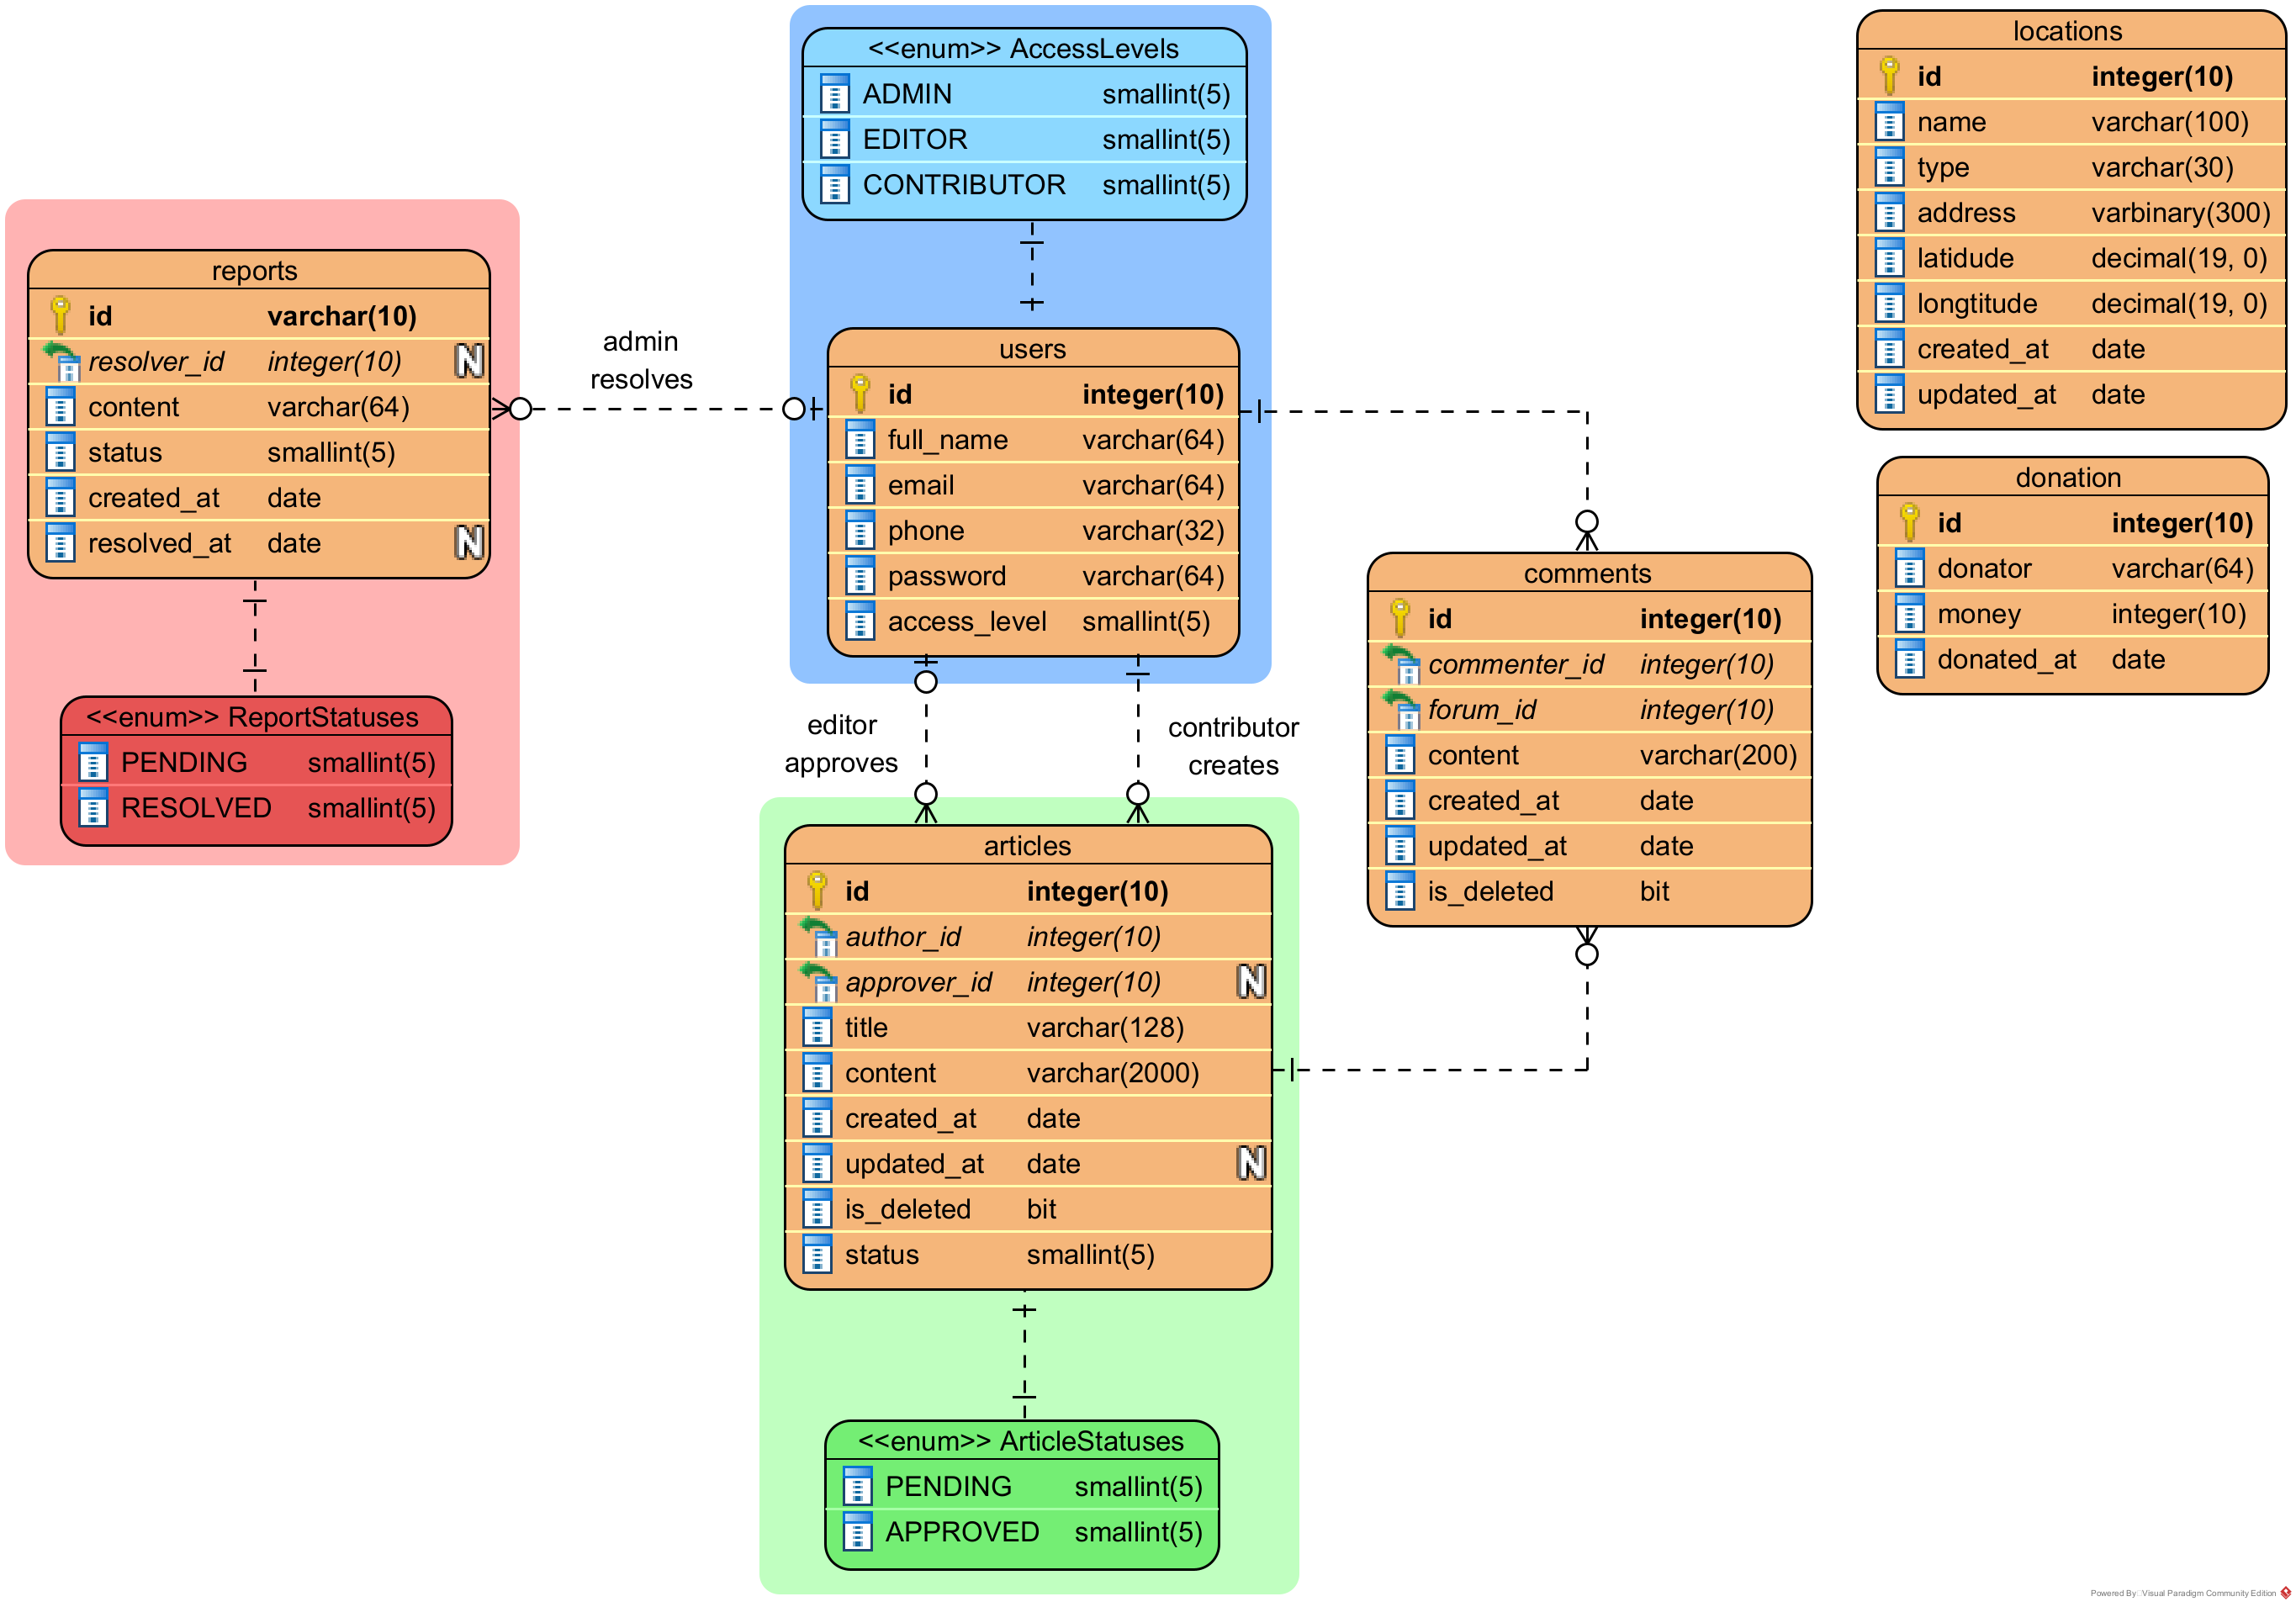 <<enum>> AccessLevels
ADMIN smallint(5)
EDITOR smallint(5)
CONTRIBUTOR smallint(5)
reports
id varchar(10)
resolver_id integer(10) N
content varchar(64)
status smallint(5)
created_at date
resolved_at date N
admin
resolves
<<enum>> ReportStatuses
PENDING smallint(5)
RESOLVED smallint(5)
users
id integer(10)
full_name varchar(64)
email varchar(64)
phone varchar(32)
password varchar(64)
access_level smallint(5)
editor
approves
contributor
creates
articles
id integer(10)
author_id integer(10)
approver_id integer(10) N
title varchar(128)
content varchar(2000)
created_at date
updated_at date N
is_deleted bit
status smallint(5)
<<enum>> ArticleStatuses
PENDING smallint(5)
APPROVED smallint(5)
comments
id integer(10)
commenter_id integer(10)
forum_id integer(10)
content varchar(200)
created_at date
updated_at date
is_deleted bit
locations
id integer(10)
name varchar(100)
type varchar(30)
address varbinary(300)
latidude decimal(19, 0)
longtitude decimal(19, 0)
created_at date
updated_at date
donation
id integer(10)
donator varchar(64)
money integer(10)
donated_at date
Powered By Visual Paradigm Community Edition